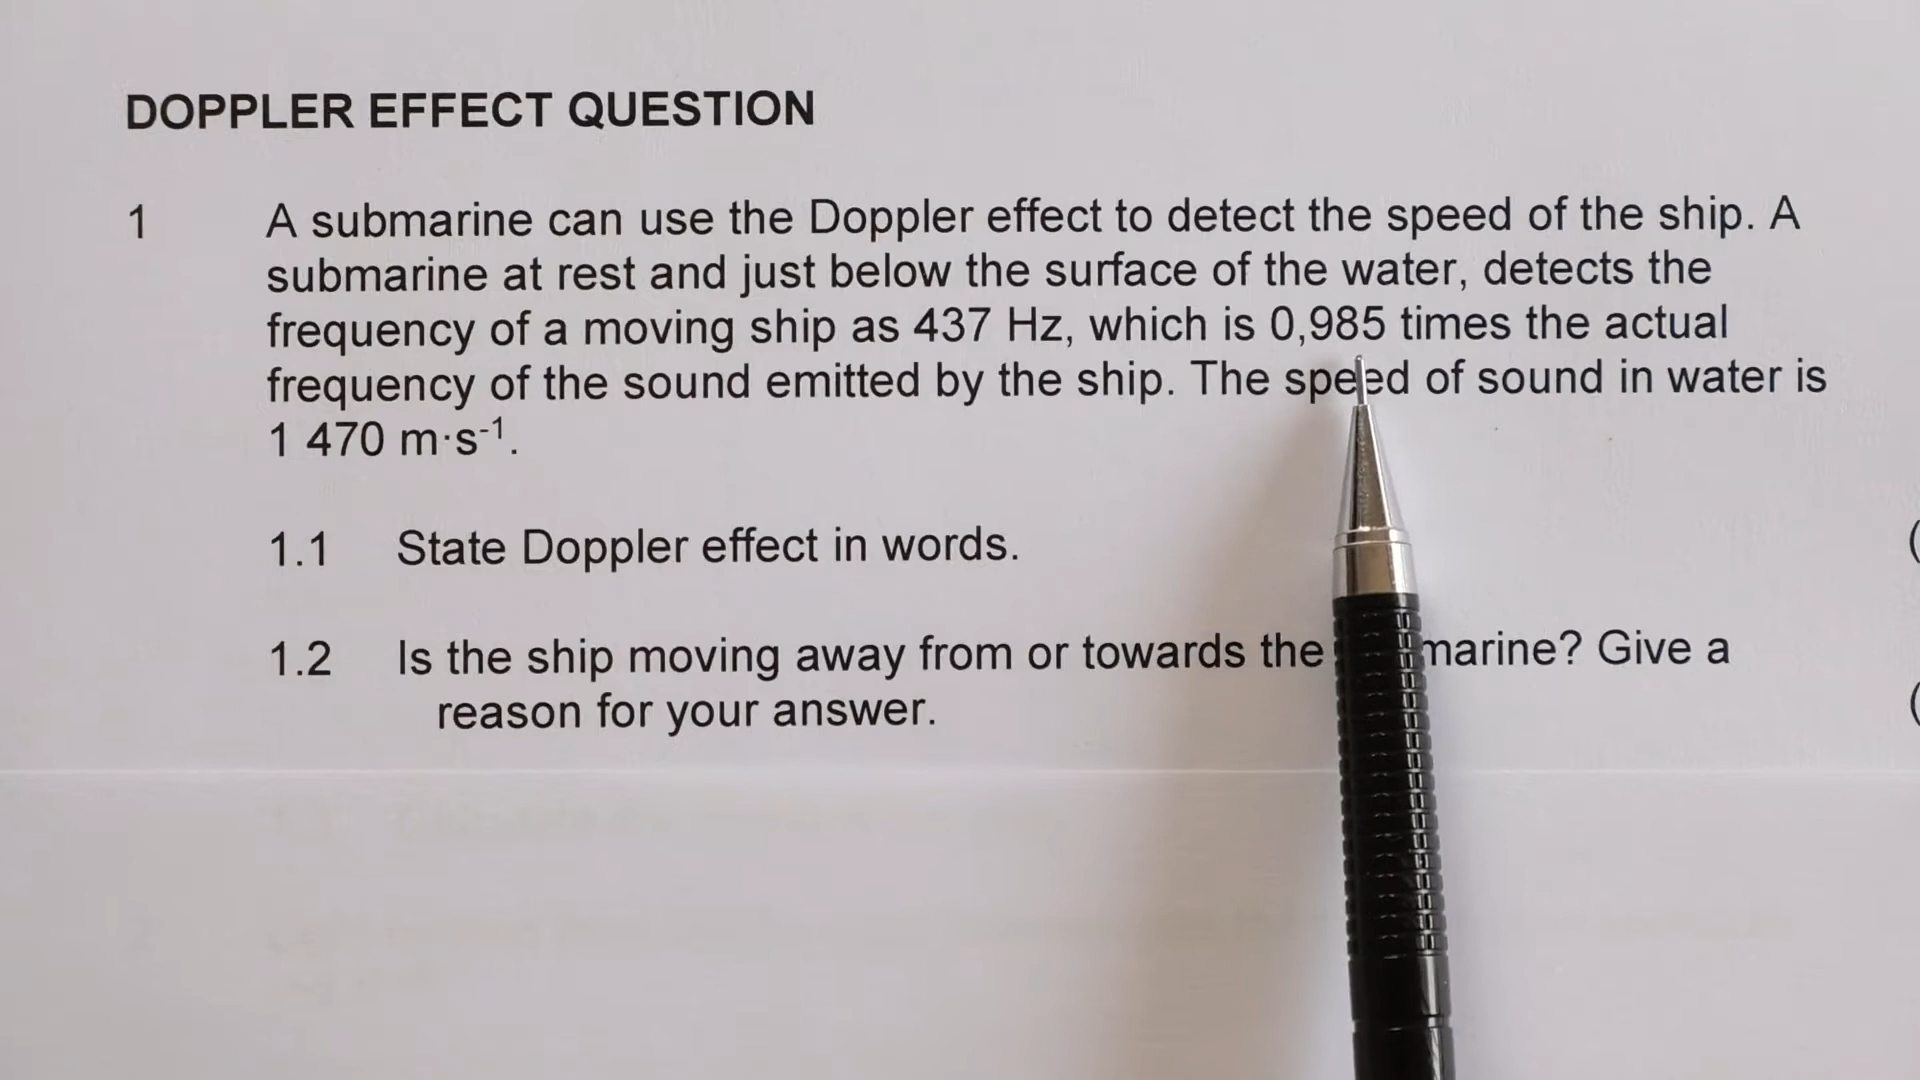 DOPPLER EFFECT QUESTION
1 A submarine can use the Doppler effect to detect the speed of the ship. A
submarine at rest and just below the surface of the water, detects the
frequency of a moving ship as 437 Hz, which is 0,985 times the actual
frequency of the sound emitted by the ship. The speed of sound in water is
1 470 m·s⁻¹.
1.1 State Doppler effect in words. (
1.2 Is the ship moving away from or towards the marine? Give a
reason for your answer. (